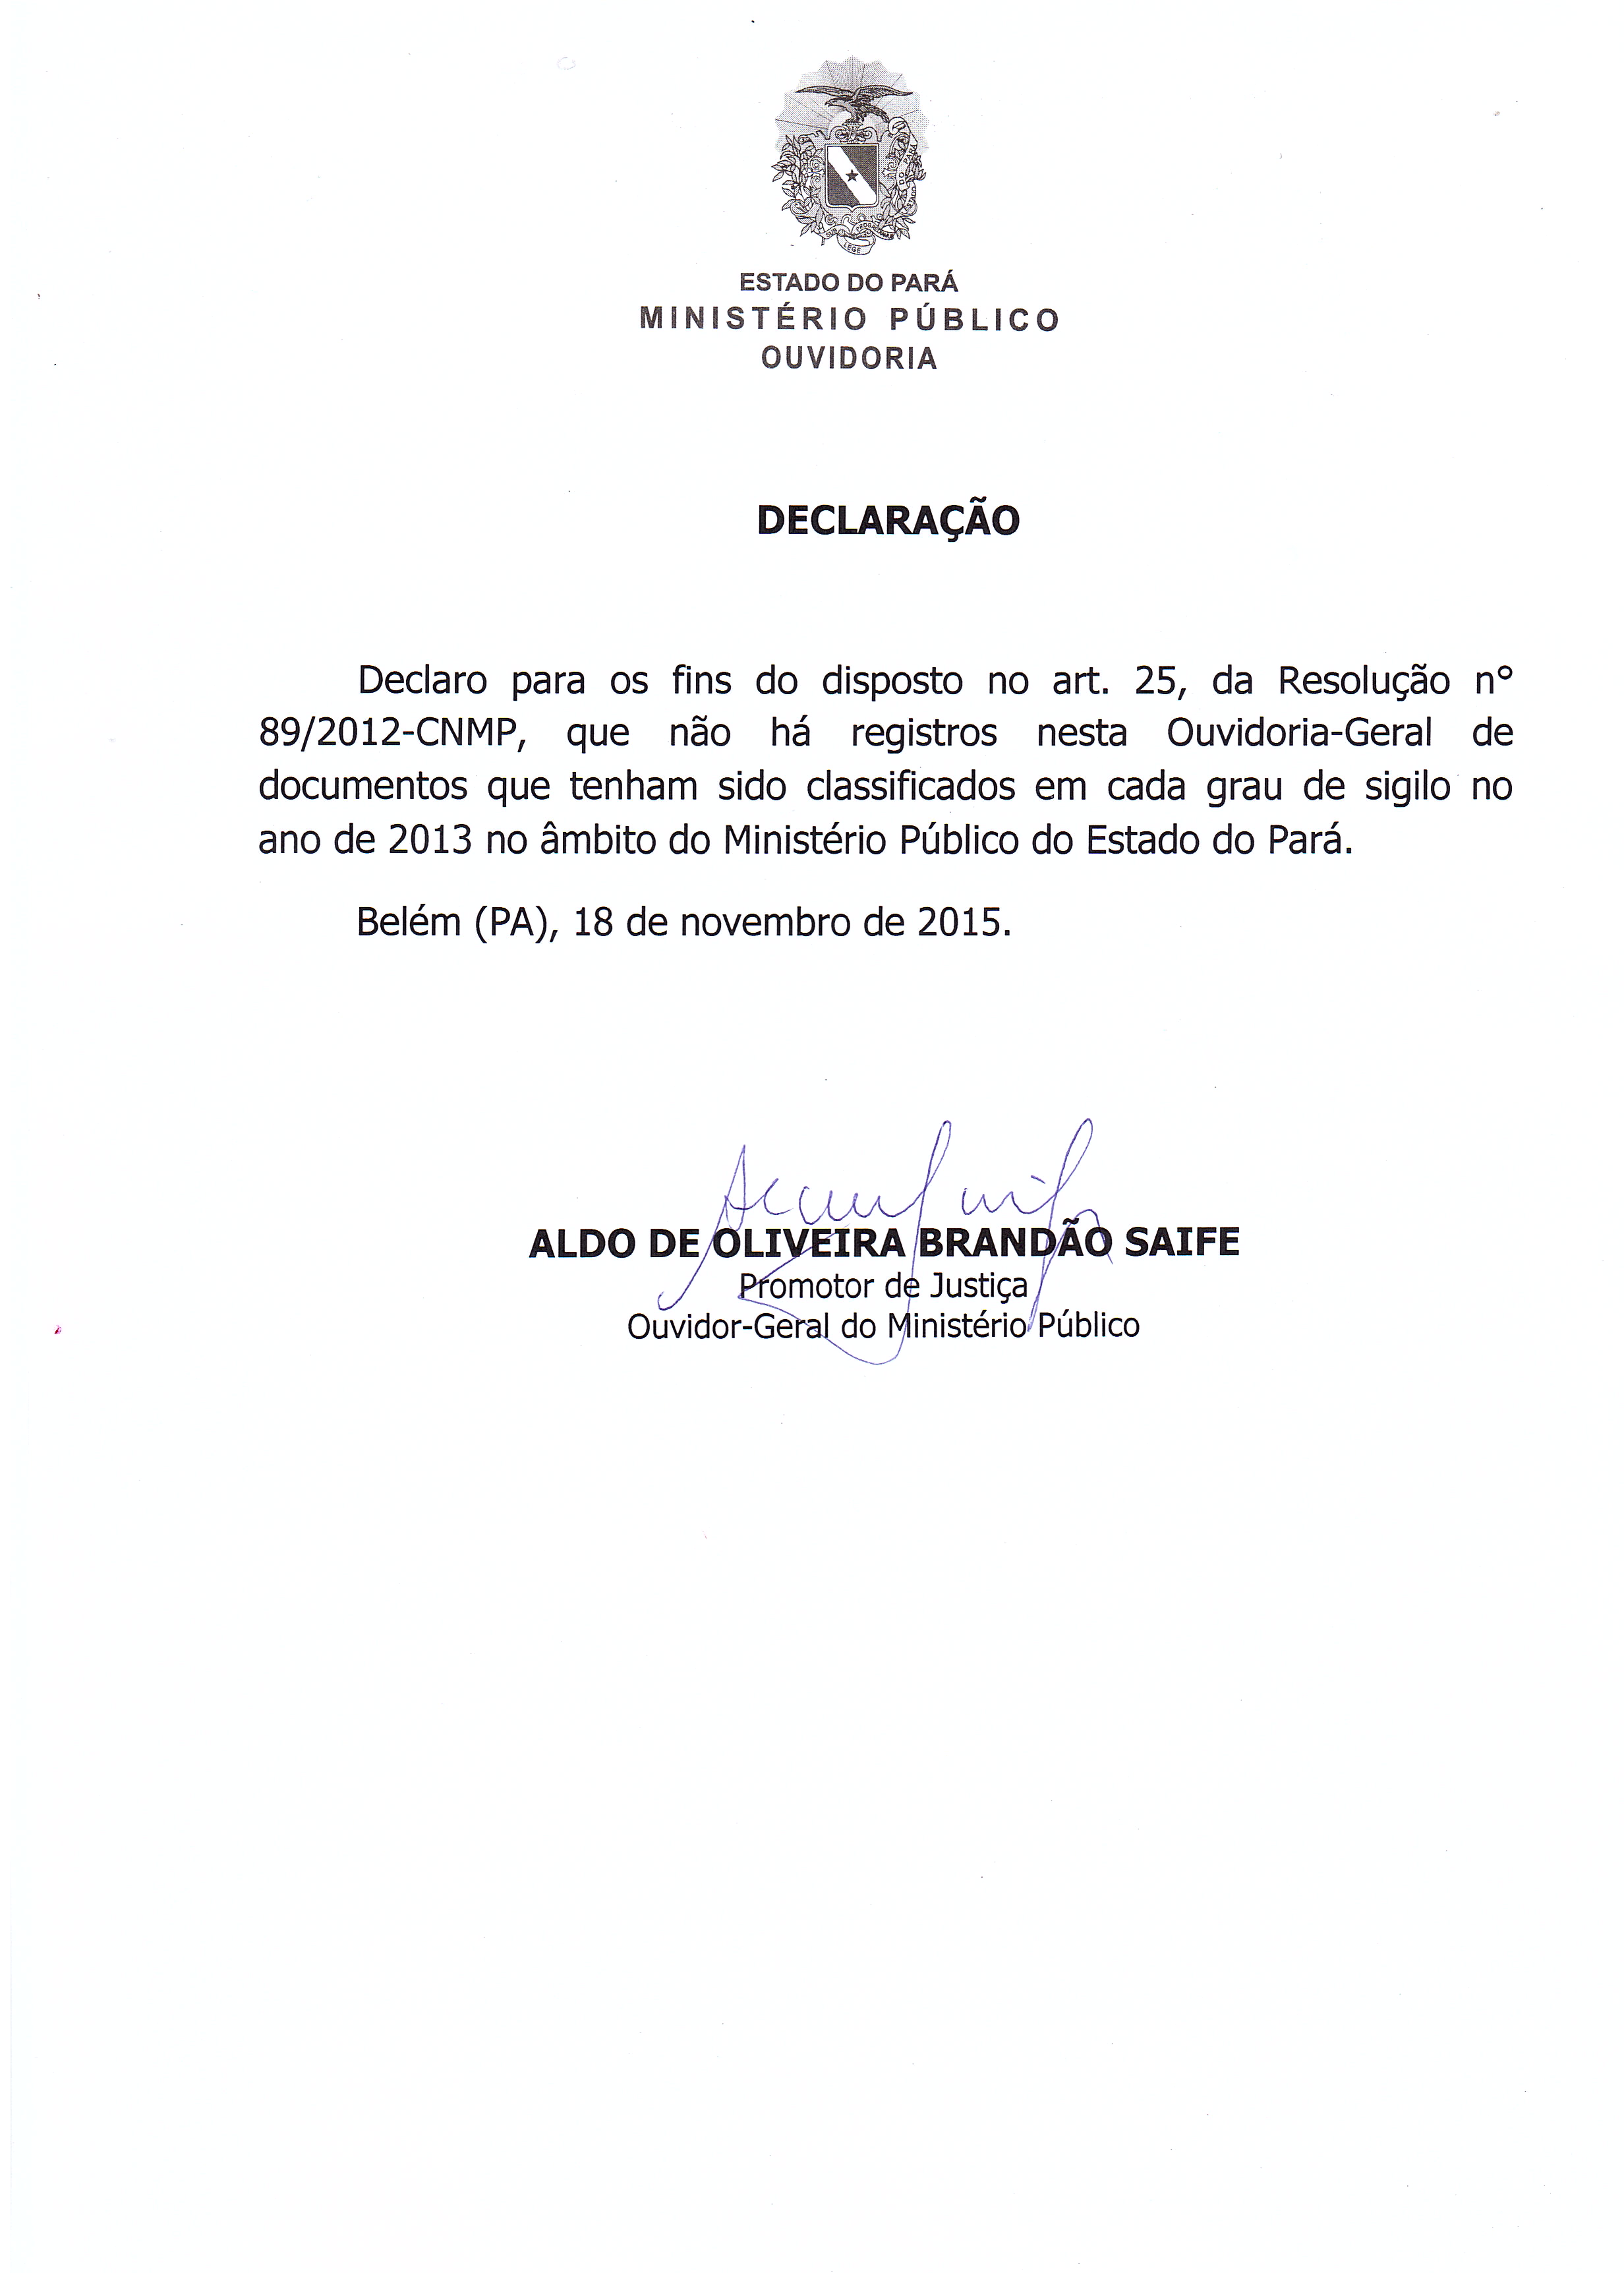 ESTADO DO PARÁ
MINISTÉRIO PÚBLICO
OUVIDORIA
DECLARAÇÃO
Declaro para os fins do disposto no art. 25, da Resolução n°
89/2012-CNMP, que não há registros nesta Ouvidoria-Geral de
documentos que tenham sido classificados em cada grau de sigilo no
ano de 2013 no âmbito do Ministério Público do Estado do Pará.
Belém (PA), 18 de novembro de 2015.
ALDO DE OLIVEIRA BRANDÃO SAIFE
Promotor de Justiça
Ouvidor-Geral do Ministério Público